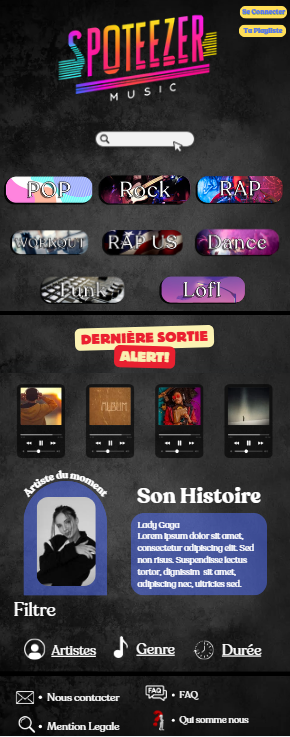 Se Connecter
Ta Playliste
SPOTEEZER
MUSIC
POP Rock RAP
WORKOUT RAP US Dance
Funk Lofi
DERNIÈRE SORTIE
ALERT!
ALBUM
Artiste du moment
Son Histoire
Lady Gaga
Lorem ipsum dolor sit amet,
consectetur adipiscing elit. Sed
non risus. Suspendisse lectus
tortor, dignissim sit amet,
adipiscing nec, ultricies sed.
Filtre
Artistes Genre Durée
• Nous contacter
FAQ • FAQ
• Mention Legale
• Qui somme nous